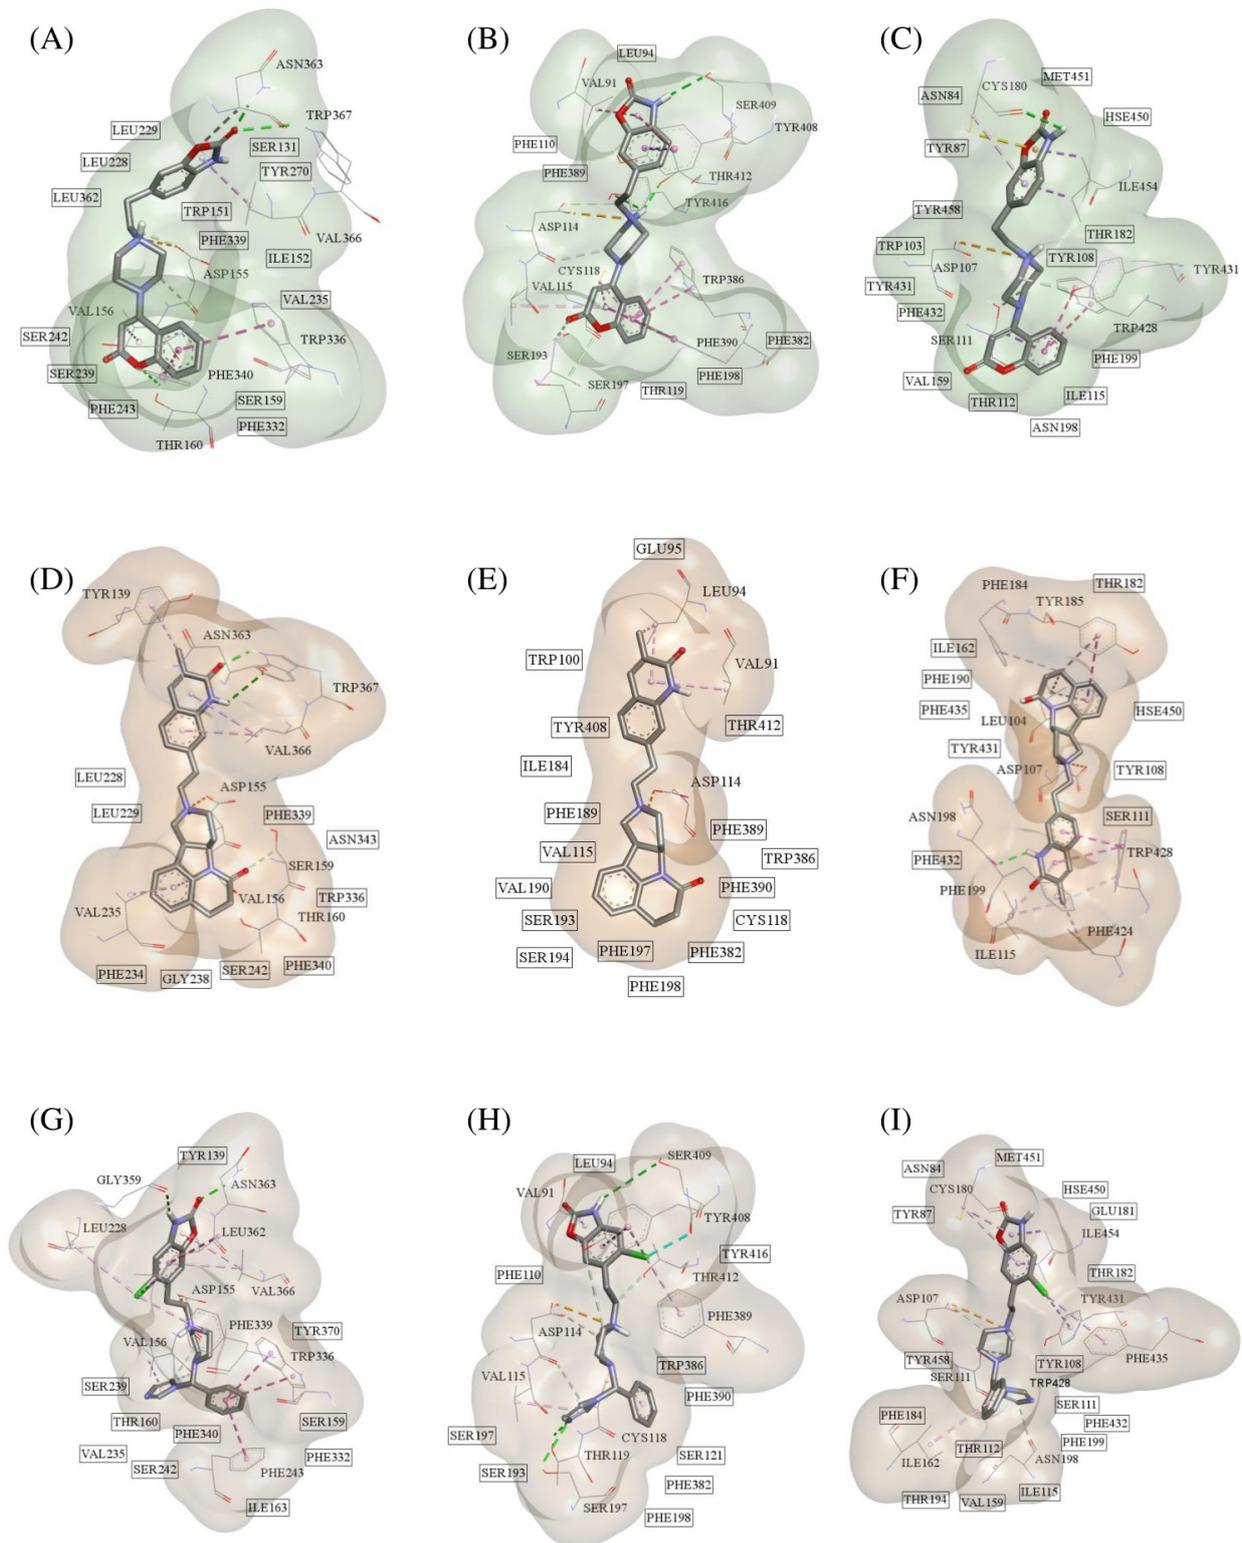 (A)
ASN363
TRP367
LEU229
SER131
LEU228
TYR270
LEU362
TRP151
VAL366
PHE339
ILE152
ASP155
VAL235
VAL156
SER242
TRP336
SER239
PHE340
PHE243
SER159
PHE332
THR160
(B)
LEU94
VAL91
SER409
TYR408
PHE110
PHE389
THR412
TYR416
ASP114
CYS118
TRP386
VAL115
PHE390
PHE382
SER193
PHE198
SER197
THR119
(C)
MET451
CYS180
ASN84
HSE450
TYR87
ILE454
TYR458
THR182
TRP103
TYR108
ASP107
TYR431
TYR431
PHE432
TRP428
SER111
PHE199
VAL159
ILE115
THR112
ASN198
(D)
TYR139
ASN363
TRP367
VAL366
LEU228
ASP155
LEU229
PHE339
ASN343
SER159
VAL156
TRP336
VAL235
THR160
PHE234
GLY238
SER242
PHE340
(E)
GLU95
LEU94
TRP100
VAL91
TYR408
THR412
ILE184
ASP114
PHE189
PHE389
VAL115
TRP386
VAL190
PHE390
SER193
CYS118
SER194
PHE197
PHE382
PHE198
(F)
PHE184
THR182
TYR185
ILE162
PHE190
PHE435
HSE450
LEU104
TYR431
ASP107
TYR108
ASN198
SER111
PHE432
TRP428
PHE199
PHE424
ILE115
(G)
TYR139
GLY359
ASN363
LEU228
LEU362
ASP155
VAL366
VAL156
PHE339
TYR370
TRP336
SER239
THR160
SER159
PHE340
VAL235
PHE332
SER242
PHE243
ILE163
(H)
LEU94
SER409
VAL91
TYR408
TYR416
PHE110
THR412
ASP114
PHE389
TRP386
VAL115
PHE390
SER197
CYS118
THR119
SER121
SER193
PHE382
SER197
PHE198
(I)
MET451
ASN84
CYS180
HSE450
GLU181
TYR87
ILE454
THR182
ASP107
TYR431
PHE435
TYR458
TYR108
SER111
TRP428
SER111
PHE184
PHE432
THR112
PHE199
ILE162
ASN198
ILE115
THR194
VAL159